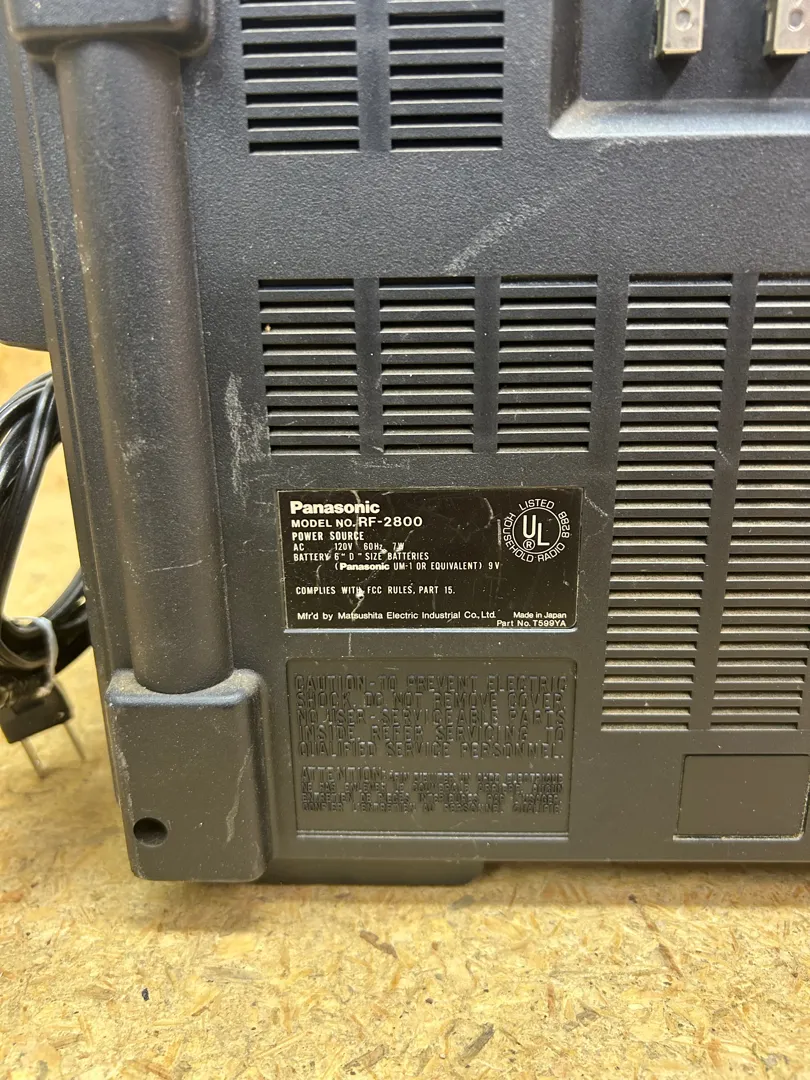 Panasonic
MODEL NO. RF-2800
POWER SOURCE
AC 120V 60Hz 7W
BATTERY 6 "D" SIZE BATTERIES
(Panasonic UM-1 OR EQUIVALENT) 9V
COMPLIES WITH FCC RULES, PART 15.
Mfr'd by Matsushita Electric Industrial Co., Ltd.
Made in Japan
Part No. T599YA
LISTED
UL
®
HOUSEHOLD RADIO
828B
CAUTION-TO PREVENT ELECTRIC
SHOCK, DO NOT REMOVE COVER.
NO USER-SERVICEABLE PARTS
INSIDE. REFER SERVICING TO
QUALIFIED SERVICE PERSONNEL.
ATTENTION: